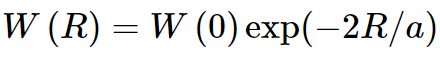 W (R) = W (0) exp(−2R/a)